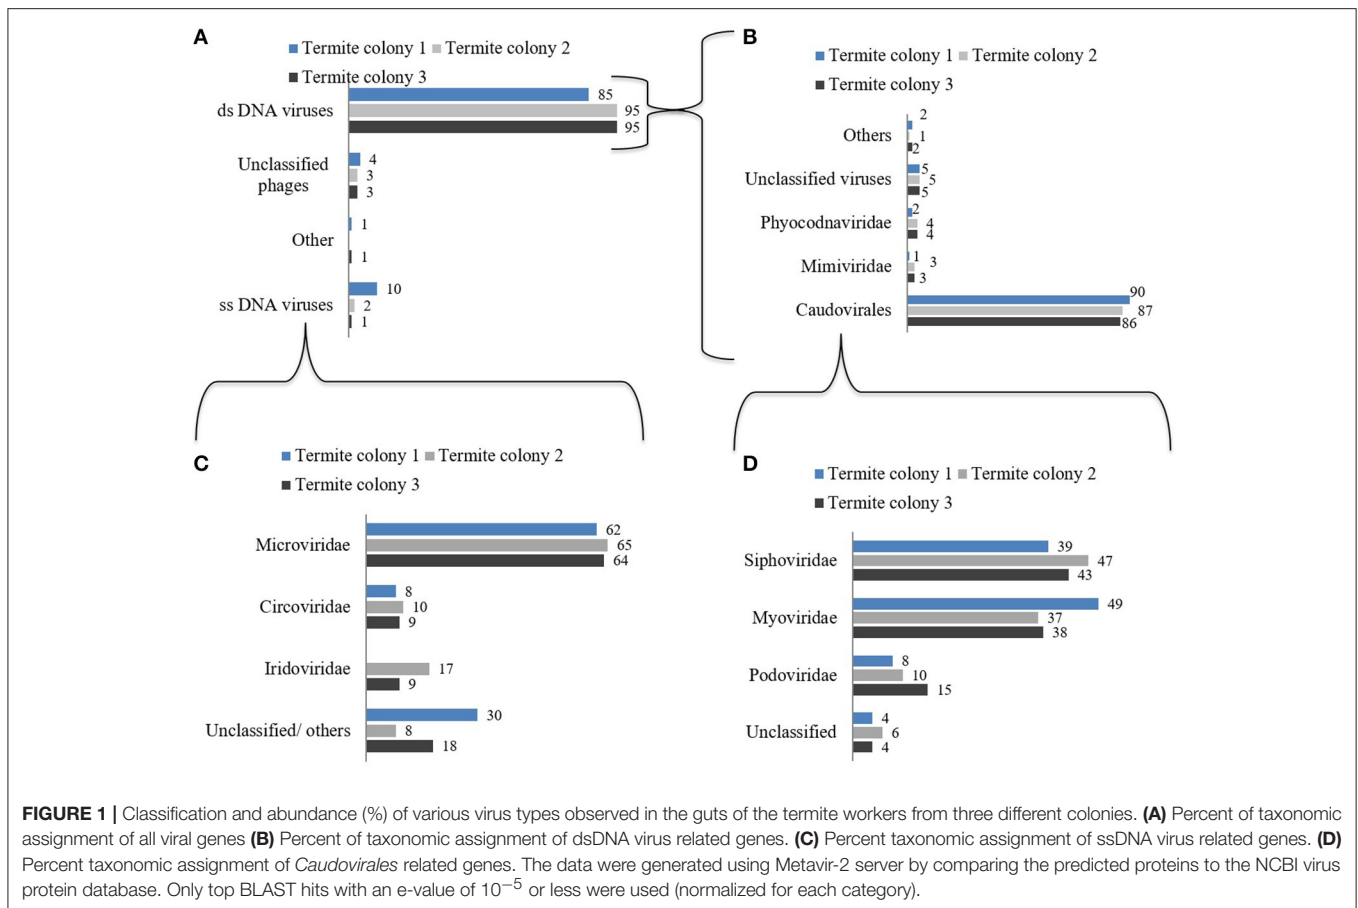 A
Termite colony 1 Termite colony 2
Termite colony 3
ds DNA viruses
85
95
95
Unclassified
phages
4
3
3
Other
1
1
ss DNA viruses
10
2
1
B
Termite colony 1 Termite colony 2
Termite colony 3
Others
2
1
2
Unclassified viruses
5
5
5
Phyocodnaviridae
2
4
4
Mimiviridae
1
3
3
Caudovirales
90
87
86
C
Termite colony 1 Termite colony 2
Termite colony 3
Microviridae
62
65
64
Circoviridae
8
10
9
Iridoviridae
17
9
Unclassified/ others
30
8
18
D
Termite colony 1 Termite colony 2
Termite colony 3
Siphoviridae
39
47
43
Myoviridae
49
37
38
Podoviridae
8
10
15
Unclassified
4
6
4
FIGURE 1 | Classification and abundance (%) of various virus types observed in the guts of the termite workers from three different colonies. (A) Percent of taxonomic
assignment of all viral genes (B) Percent of taxonomic assignment of dsDNA virus related genes. (C) Percent taxonomic assignment of ssDNA virus related genes. (D)
Percent taxonomic assignment of Caudovirales related genes. The data were generated using Metavir-2 server by comparing the predicted proteins to the NCBI virus
protein database. Only top BLAST hits with an e-value of 10⁻⁵ or less were used (normalized for each category).